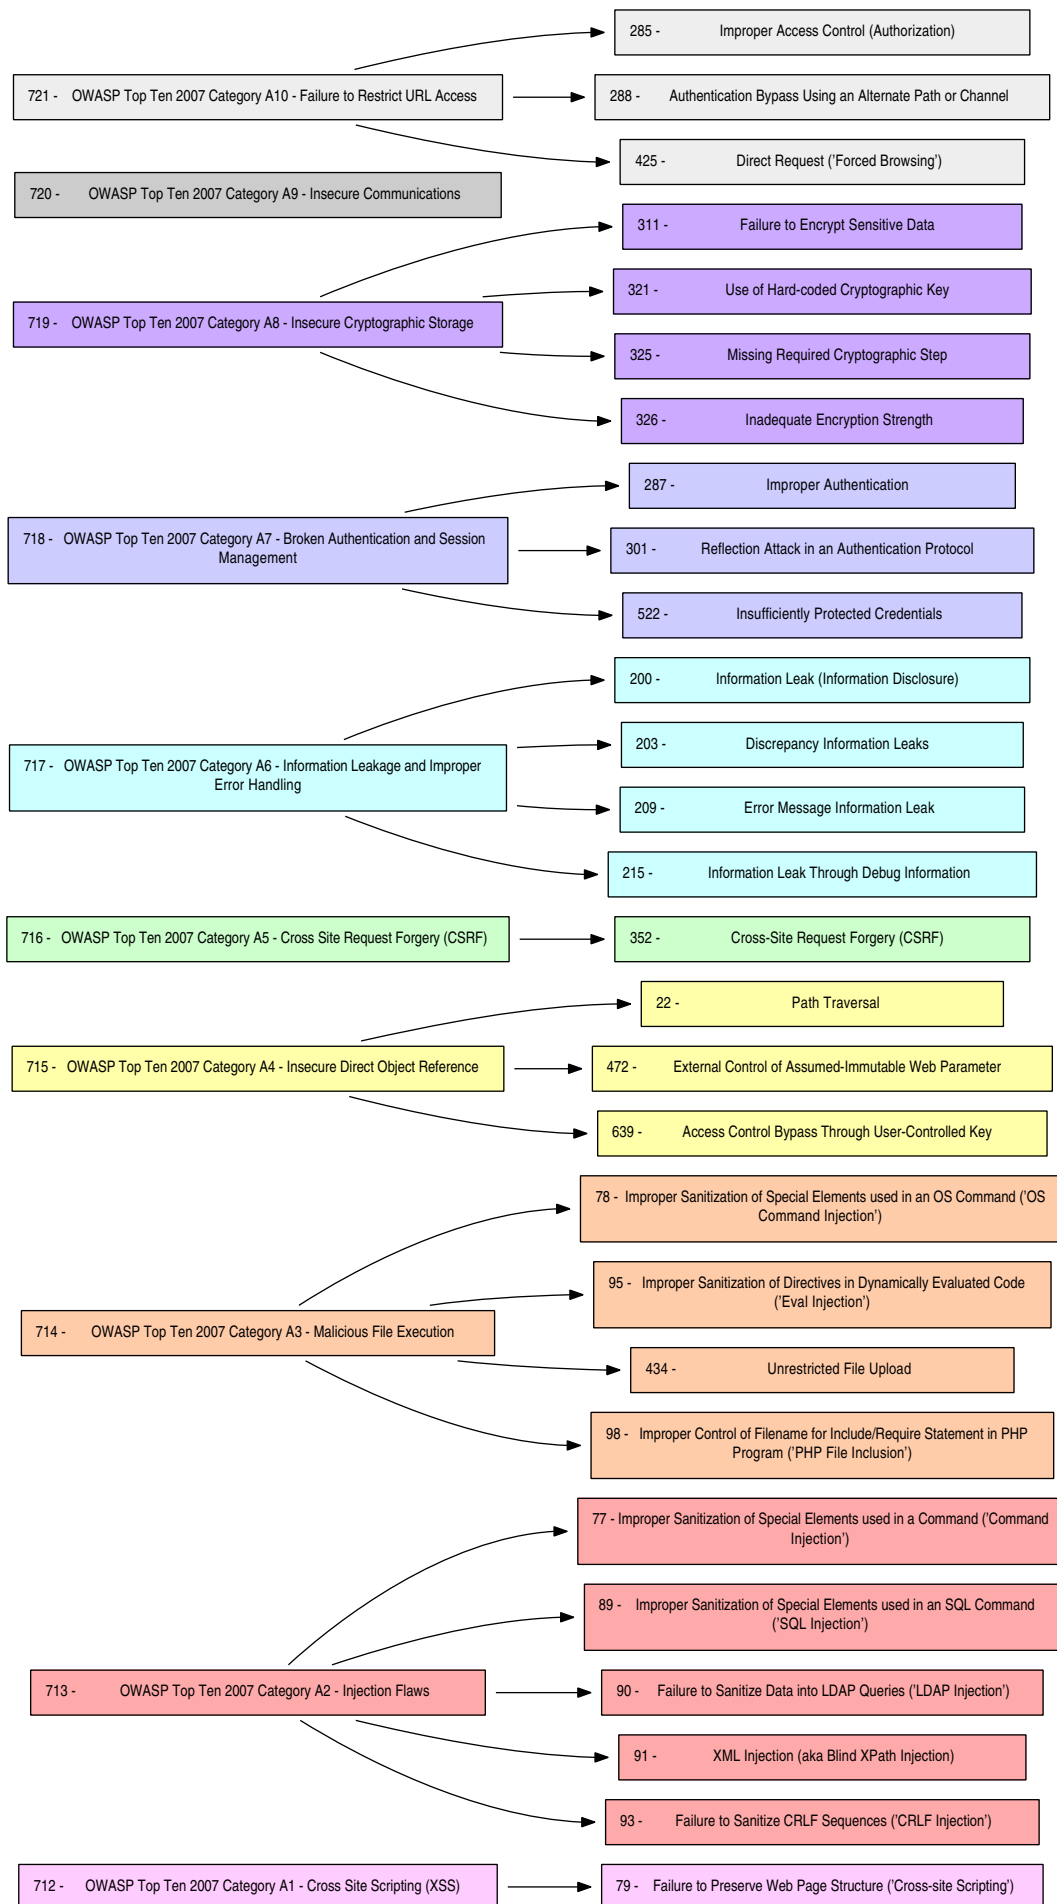 285 - Improper Access Control (Authorization)
721 - OWASP Top Ten 2007 Category A10 - Failure to Restrict URL Access
288 - Authentication Bypass Using an Alternate Path or Channel
425 - Direct Request ('Forced Browsing')
720 - OWASP Top Ten 2007 Category A9 - Insecure Communications
311 - Failure to Encrypt Sensitive Data
321 - Use of Hard-coded Cryptographic Key
719 - OWASP Top Ten 2007 Category A8 - Insecure Cryptographic Storage
325 - Missing Required Cryptographic Step
326 - Inadequate Encryption Strength
287 - Improper Authentication
718 - OWASP Top Ten 2007 Category A7 - Broken Authentication and Session
Management
301 - Reflection Attack in an Authentication Protocol
522 - Insufficiently Protected Credentials
200 - Information Leak (Information Disclosure)
203 - Discrepancy Information Leaks
717 - OWASP Top Ten 2007 Category A6 - Information Leakage and Improper
Error Handling
209 - Error Message Information Leak
215 - Information Leak Through Debug Information
716 - OWASP Top Ten 2007 Category A5 - Cross Site Request Forgery (CSRF)
352 - Cross-Site Request Forgery (CSRF)
22 - Path Traversal
715 - OWASP Top Ten 2007 Category A4 - Insecure Direct Object Reference
472 - External Control of Assumed-Immutable Web Parameter
639 - Access Control Bypass Through User-Controlled Key
78 - Improper Sanitization of Special Elements used in an OS Command ('OS
Command Injection')
95 - Improper Sanitization of Directives in Dynamically Evaluated Code
('Eval Injection')
714 - OWASP Top Ten 2007 Category A3 - Malicious File Execution
434 - Unrestricted File Upload
98 - Improper Control of Filename for Include/Require Statement in PHP
Program ('PHP File Inclusion')
77 - Improper Sanitization of Special Elements used in a Command ('Command
Injection')
89 - Improper Sanitization of Special Elements used in an SQL Command
('SQL Injection')
713 - OWASP Top Ten 2007 Category A2 - Injection Flaws
90 - Failure to Sanitize Data into LDAP Queries ('LDAP Injection')
91 - XML Injection (aka Blind XPath Injection)
93 - Failure to Sanitize CRLF Sequences ('CRLF Injection')
712 - OWASP Top Ten 2007 Category A1 - Cross Site Scripting (XSS)
79 - Failure to Preserve Web Page Structure ('Cross-site Scripting')